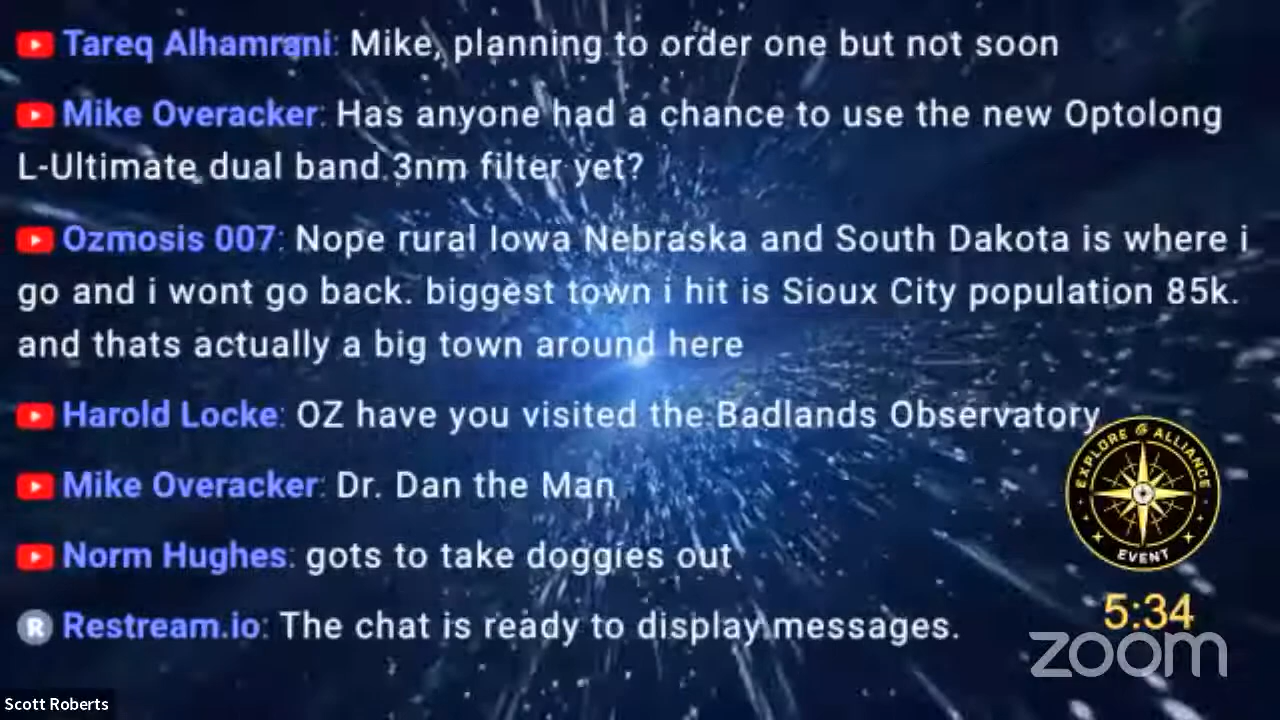 Tareq Alhamrani: Mike, planning to order one but not soon
Mike Overacker: Has anyone had a chance to use the new Optolong
L-Ultimate dual band 3nm filter yet?
Ozmosis 007: Nope rural Iowa Nebraska and South Dakota is where i
go and i wont go back. biggest town i hit is Sioux City population 85k.
and thats actually a big town around here
Harold Locke: OZ have you visited the Badlands Observatory
Mike Overacker: Dr. Dan the Man
Norm Hughes: gots to take doggies out
R Restream.io: The chat is ready to display messages.
EXPLORE ALLIANCE
EVENT
5:34
zoom
Scott Roberts